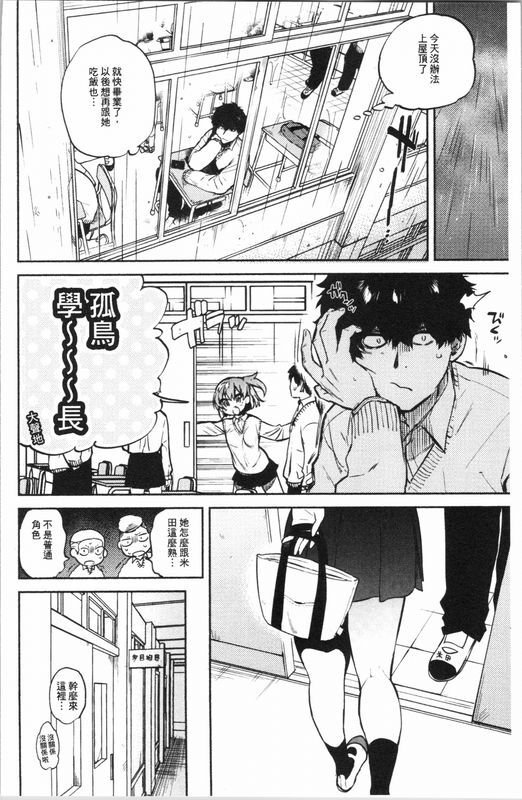 今天沒辦法
上屋頂了
就快畢業了，
以後想再跟她
吃飯也…
孤鳥
學~~~~長
大聲地
她怎麼跟米
田這麼熟…
不是普通
角色
幹麼來
這裡…
沒關係
沒關係啦